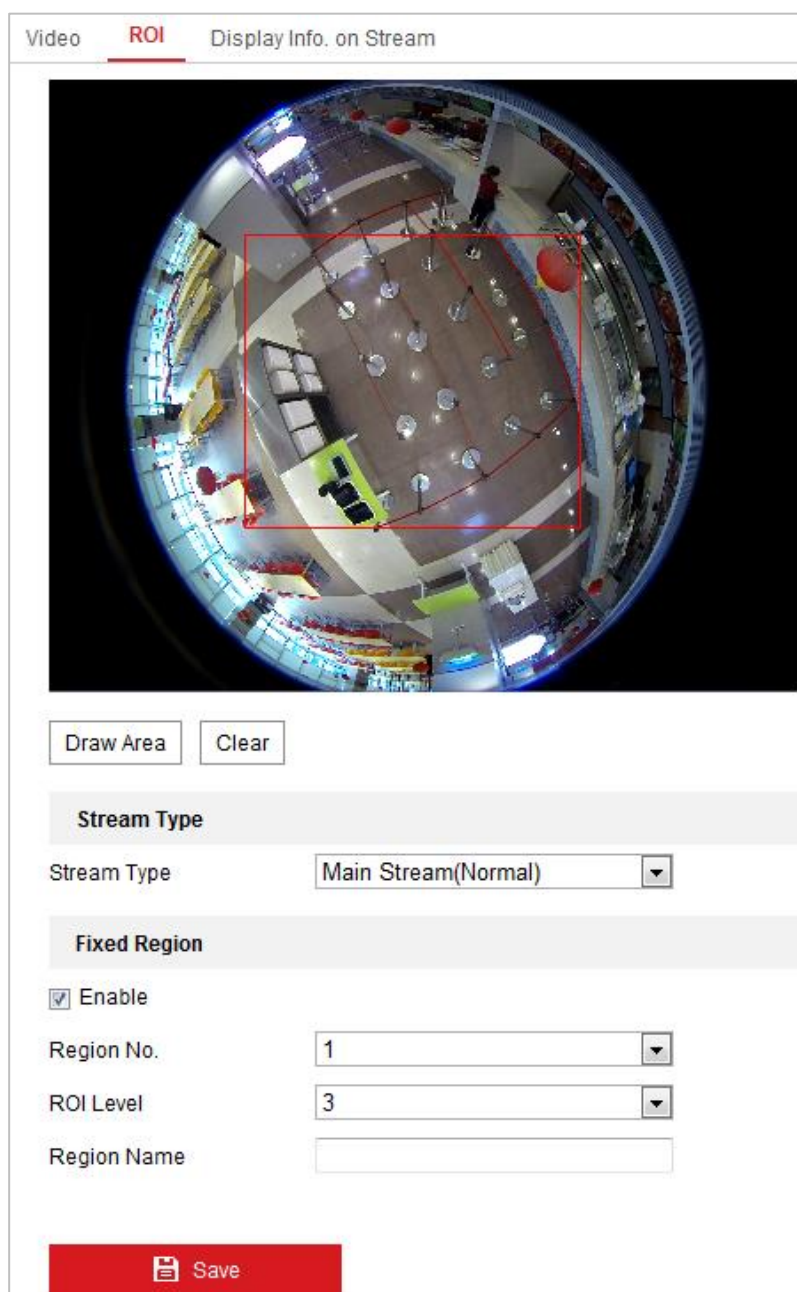 Video ROI Display Info. on Stream
Draw Area Clear
Stream Type
Stream Type Main Stream(Normal)
Fixed Region
Enable
Region No. 1
ROI Level 3
Region Name
Save